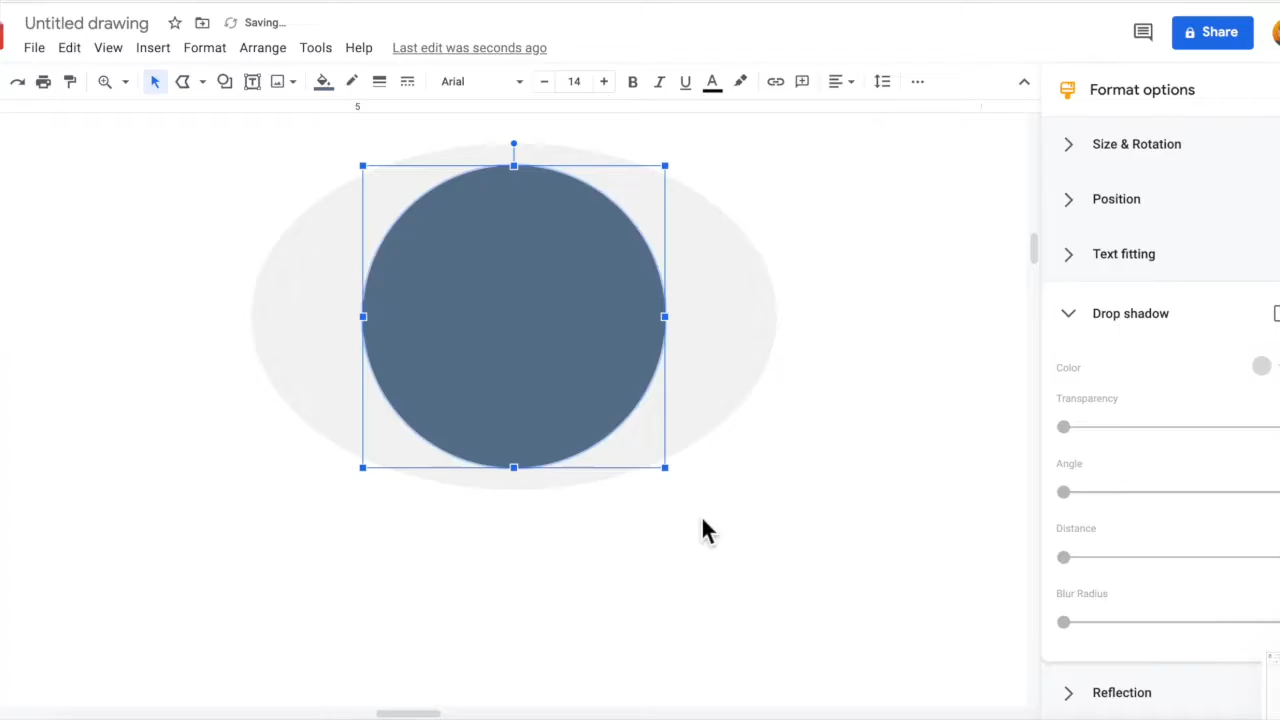 Untitled drawing Saving...
File Edit View Insert Format Arrange Tools Help Last edit was seconds ago
Share
Arial 14 B I U A
5
Format options
Size & Rotation
Position
Text fitting
Drop shadow
Color
Transparency
Angle
Distance
Blur Radius
Reflection